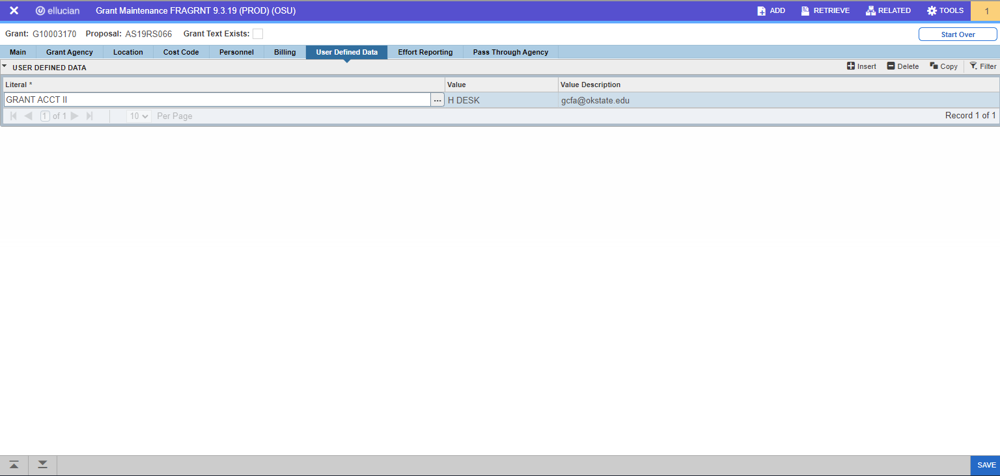 ellucian Grant Maintenance FRAGRNT 9.3.19 (PROD) (OSU) ADD RETRIEVE RELATED TOOLS 1
Grant: G10003170 Proposal: AS19RS066 Grant Text Exists: Start Over
Main Grant Agency Location Cost Code Personnel Billing User Defined Data Effort Reporting Pass Through Agency
USER DEFINED DATA Insert Delete Copy Filter
Literal * Value Value Description
GRANT ACCT II ... H DESK gcfa@okstate.edu
1 of 1 10 Per Page Record 1 of 1
SAVE